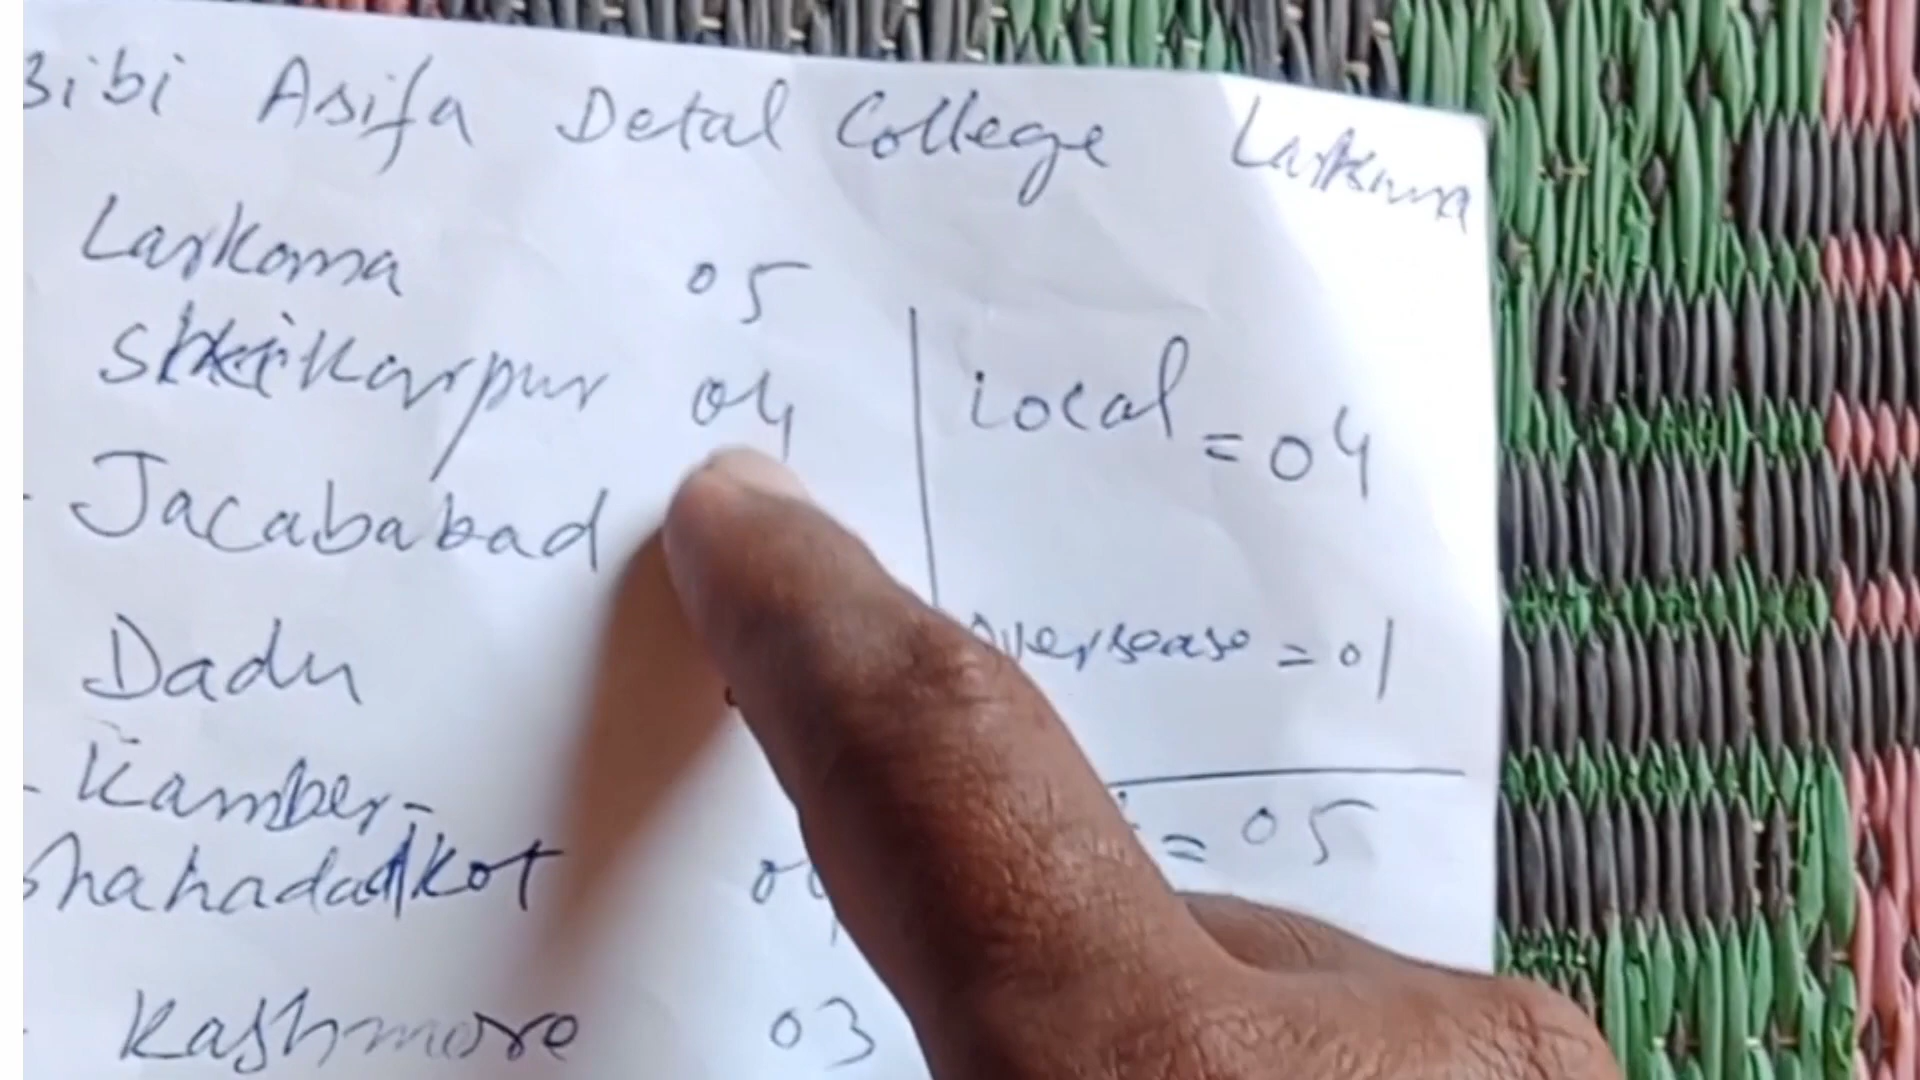 Bibi Asifa Detal College Larkana
Larkana 05
Shikarpur 04
Jacababad
Dadu
Kamber-
Shahadadkot
Kashmore 03
Local = 04
oversease = 01
= 05